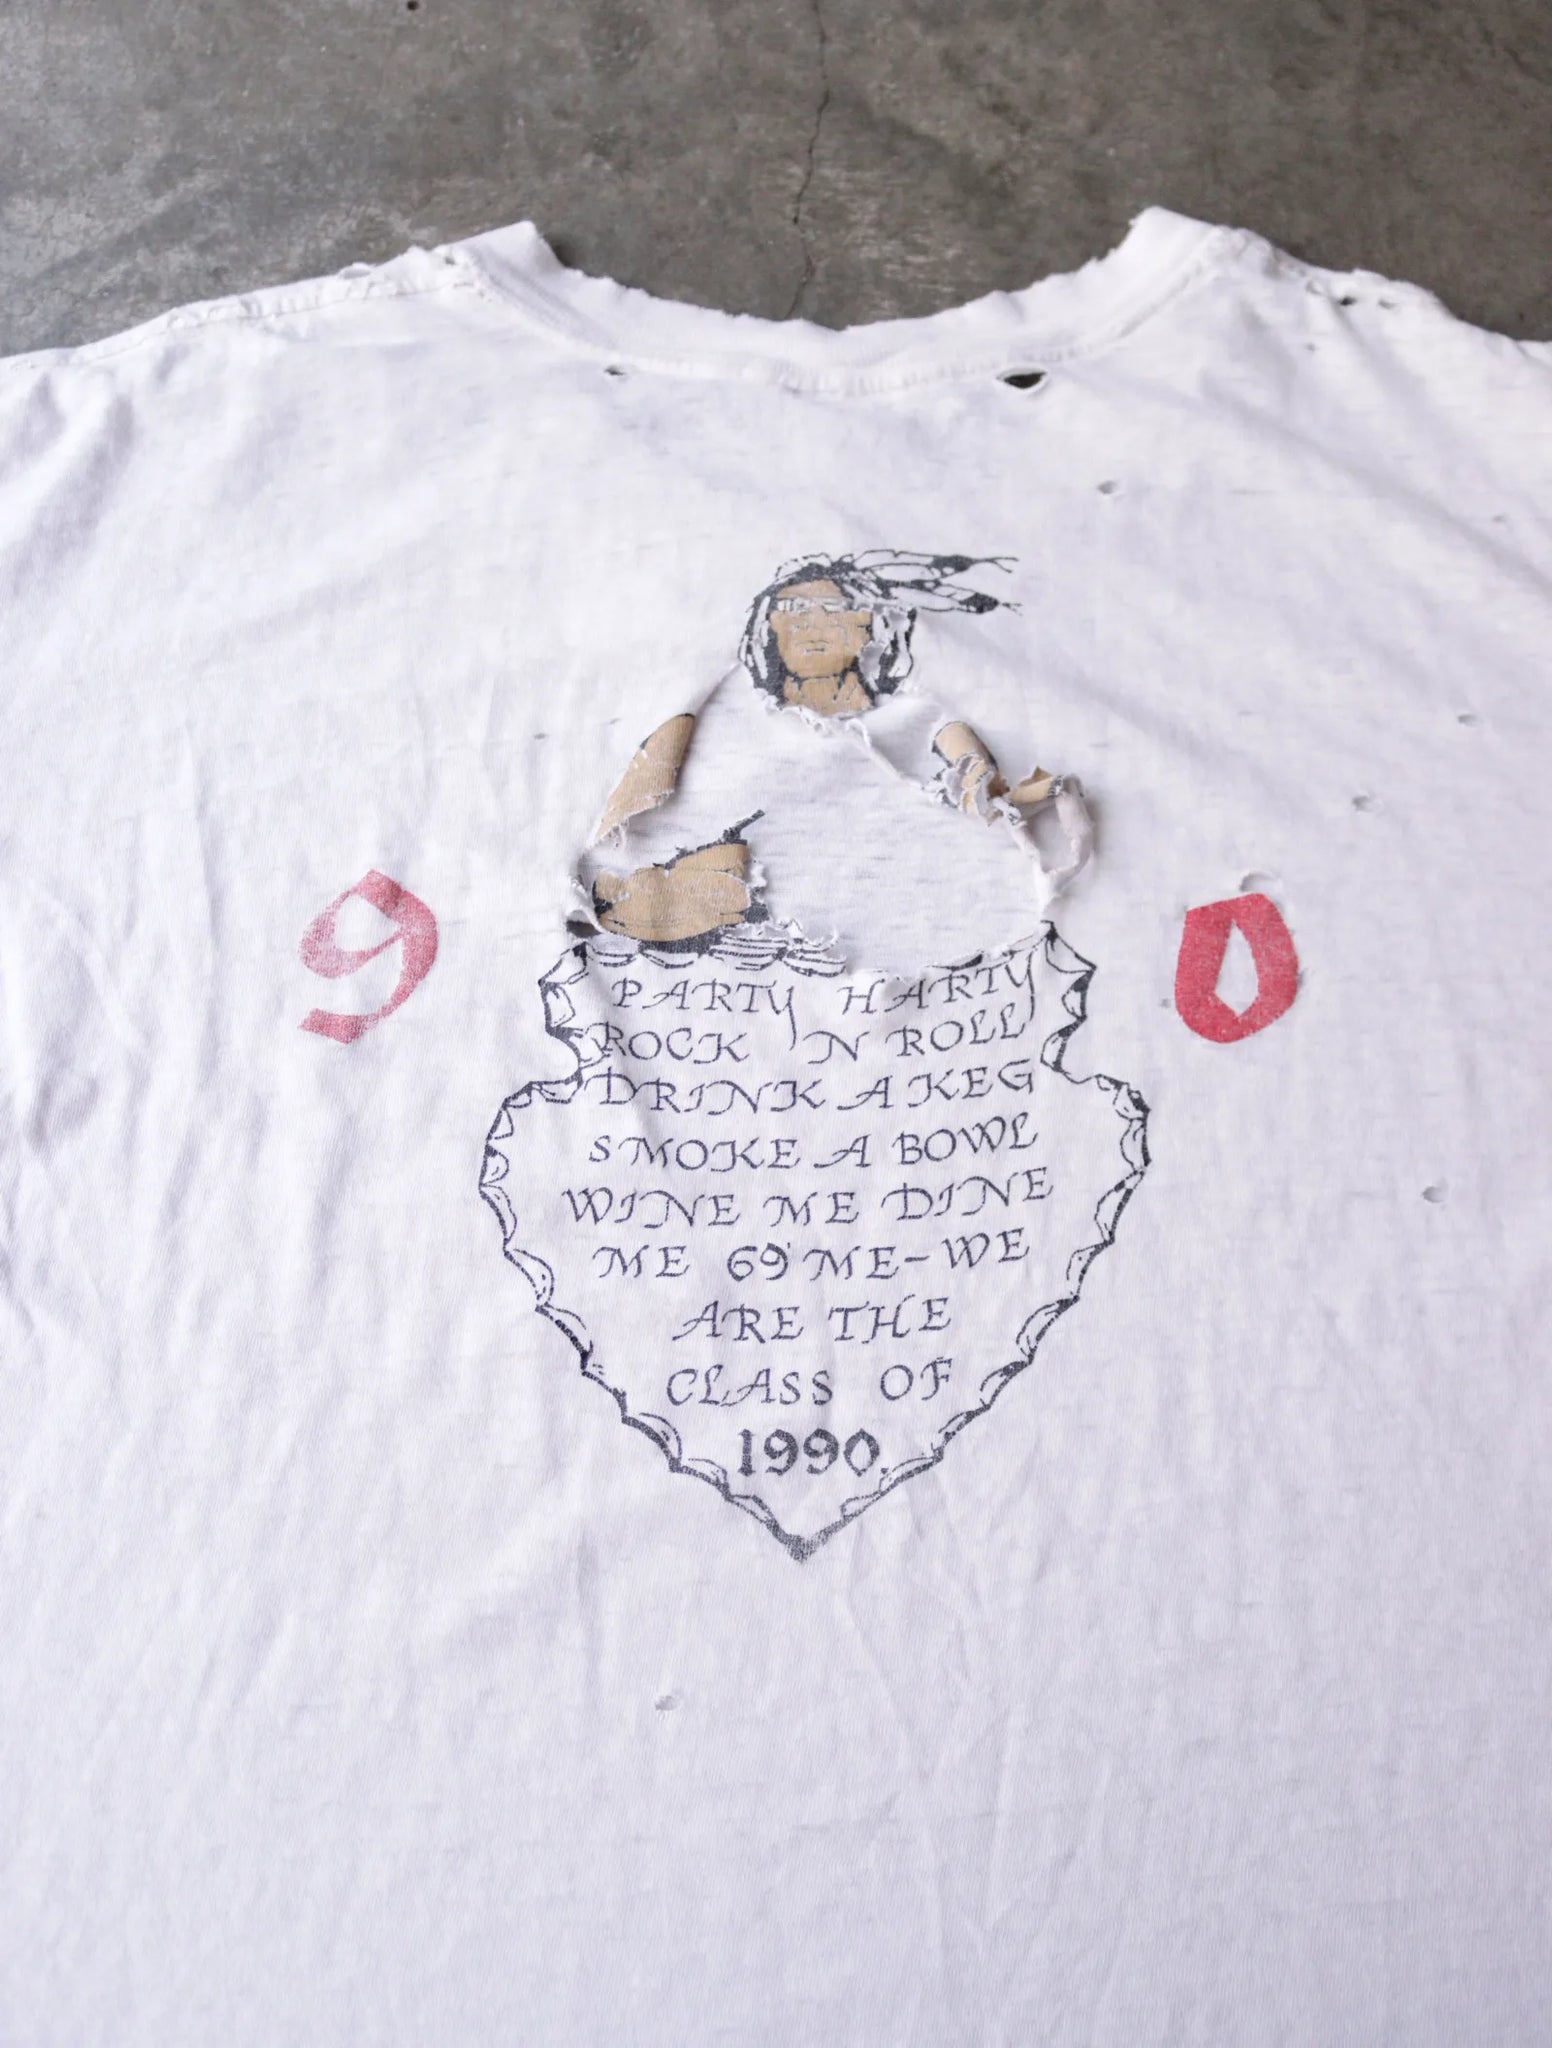 9 0
PARTY HARTY
ROCK N ROLL
DRINK A KEG
SMOKE A BOWL
WINE ME DINE
ME 69'ME-WE
ARE THE
CLASS OF
1990.